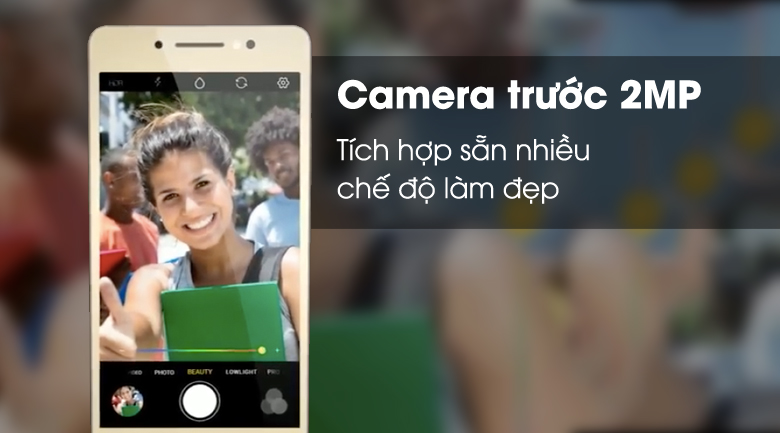 HDR
Camera trước 2MP
Tích hợp sẵn nhiều
chế độ làm đẹp
PHOTO BEAUTY LOWLIGHT